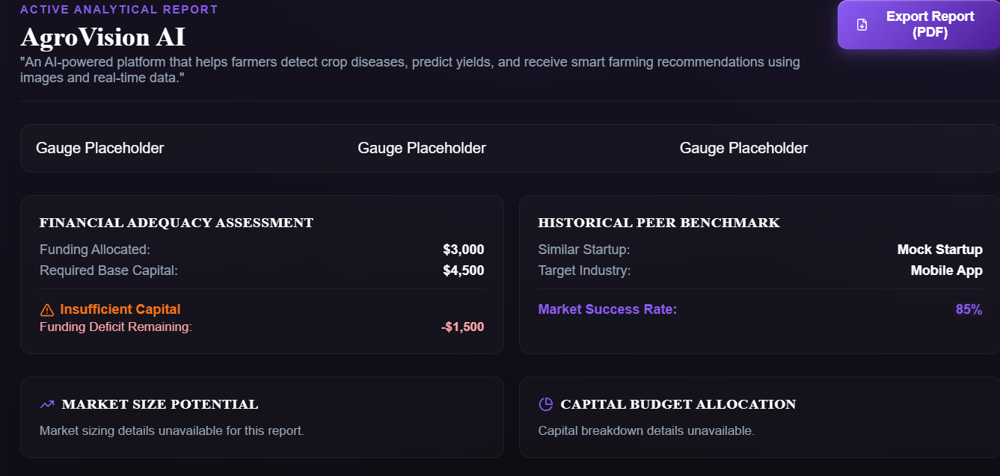 ACTIVE ANALYTICAL REPORT
AgroVision AI
"An AI-powered platform that helps farmers detect crop diseases, predict yields, and receive smart farming recommendations using
images and real-time data."
Export Report
(PDF)
Gauge Placeholder
Gauge Placeholder
Gauge Placeholder
FINANCIAL ADEQUACY ASSESSMENT
Funding Allocated: $3,000
Required Base Capital: $4,500
Insufficient Capital
Funding Deficit Remaining: -$1,500
HISTORICAL PEER BENCHMARK
Similar Startup: Mock Startup
Target Industry: Mobile App
Market Success Rate: 85%
MARKET SIZE POTENTIAL
Market sizing details unavailable for this report.
CAPITAL BUDGET ALLOCATION
Capital breakdown details unavailable.